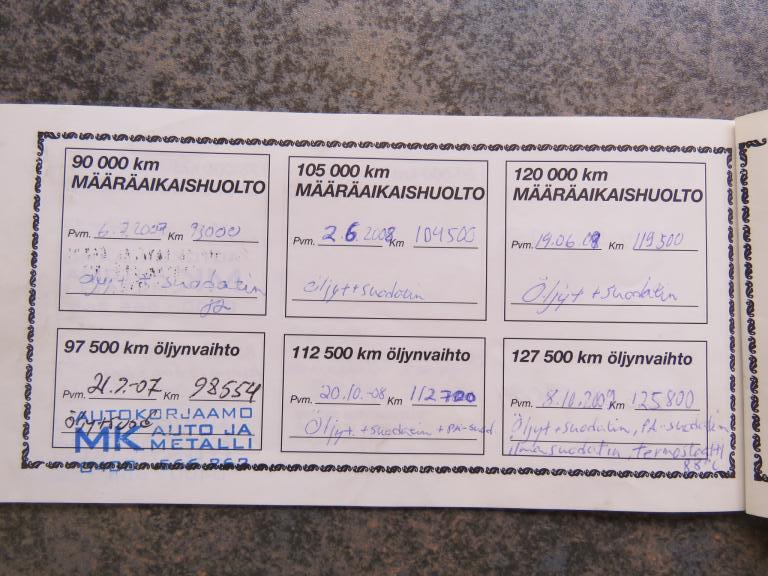 90 000 km
MÄÄRÄAIKAISHUOLTO
Pvm. 6.2.2007 Km 93000
öljyt + suodatin
105 000 km
MÄÄRÄAIKAISHUOLTO
Pvm. 2.6.2008 Km 104500
öljyt+suodatin
120 000 km
MÄÄRÄAIKAISHUOLTO
Pvm. 19.06.09 Km 119500
Öljyt + suodatin
97 500 km öljynvaihto
Pvm. 21.7.-07 Km 98554
AUTOKORJAAMO
MK AUTO JA
METALLI
112 500 km öljynvaihto
Pvm. 20.10.-08 Km 112700
Öljyt + suodatin + PA-suod
127 500 km öljynvaihto
Pvm. 8.10.2009 Km 125800
Öljyt+suodatin, PA-suodatin
ilmansuodatin, termostaatti
88°C